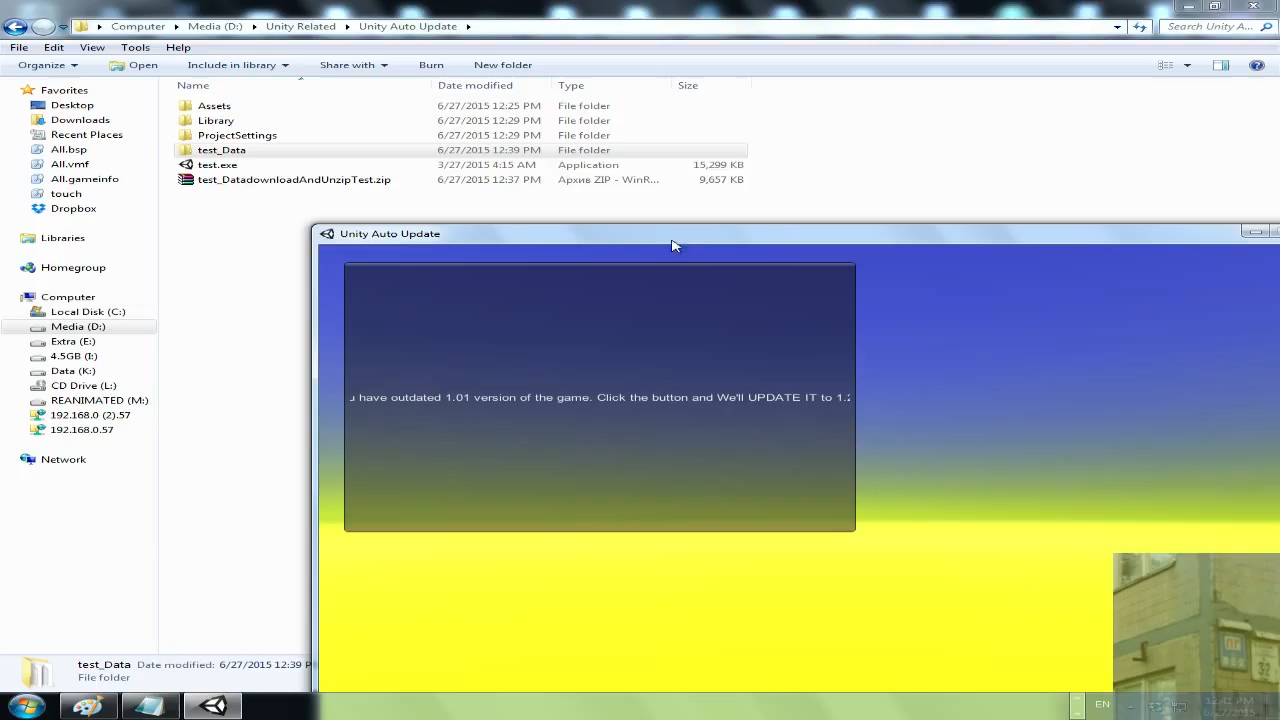 Computer Media (D:) Unity Related Unity Auto Update
Search Unity A...
File Edit View Tools Help
Organize Open Include in library Share with Burn New folder
Name Date modified Type Size
Favorites
Desktop
Downloads
Recent Places
All.bsp
All.vmf
All.gameinfo
touch
Dropbox
Libraries
Homegroup
Computer
Local Disk (C:)
Media (D:)
Extra (E:)
4.5GB (I:)
Data (K:)
CD Drive (L:)
REANIMATED (M:)
192.168.0 (2).57
192.168.0.57
Network
Assets 6/27/2015 12:25 PM File folder
Library 6/27/2015 12:29 PM File folder
ProjectSettings 6/27/2015 12:29 PM File folder
test_Data 6/27/2015 12:39 PM File folder
test.exe 3/27/2015 4:15 AM Application 15,299 KB
test_DatadownloadAndUnzipTest.zip 6/27/2015 12:37 PM Архив ZIP - WinR... 9,657 KB
Unity Auto Update
have outdated 1.01 version of the game. Click the button and We'll UPDATE IT to 1.2
test_Data Date modified: 6/27/2015 12:39 P
File folder
32
EN
12:41 PM
6/27/2015